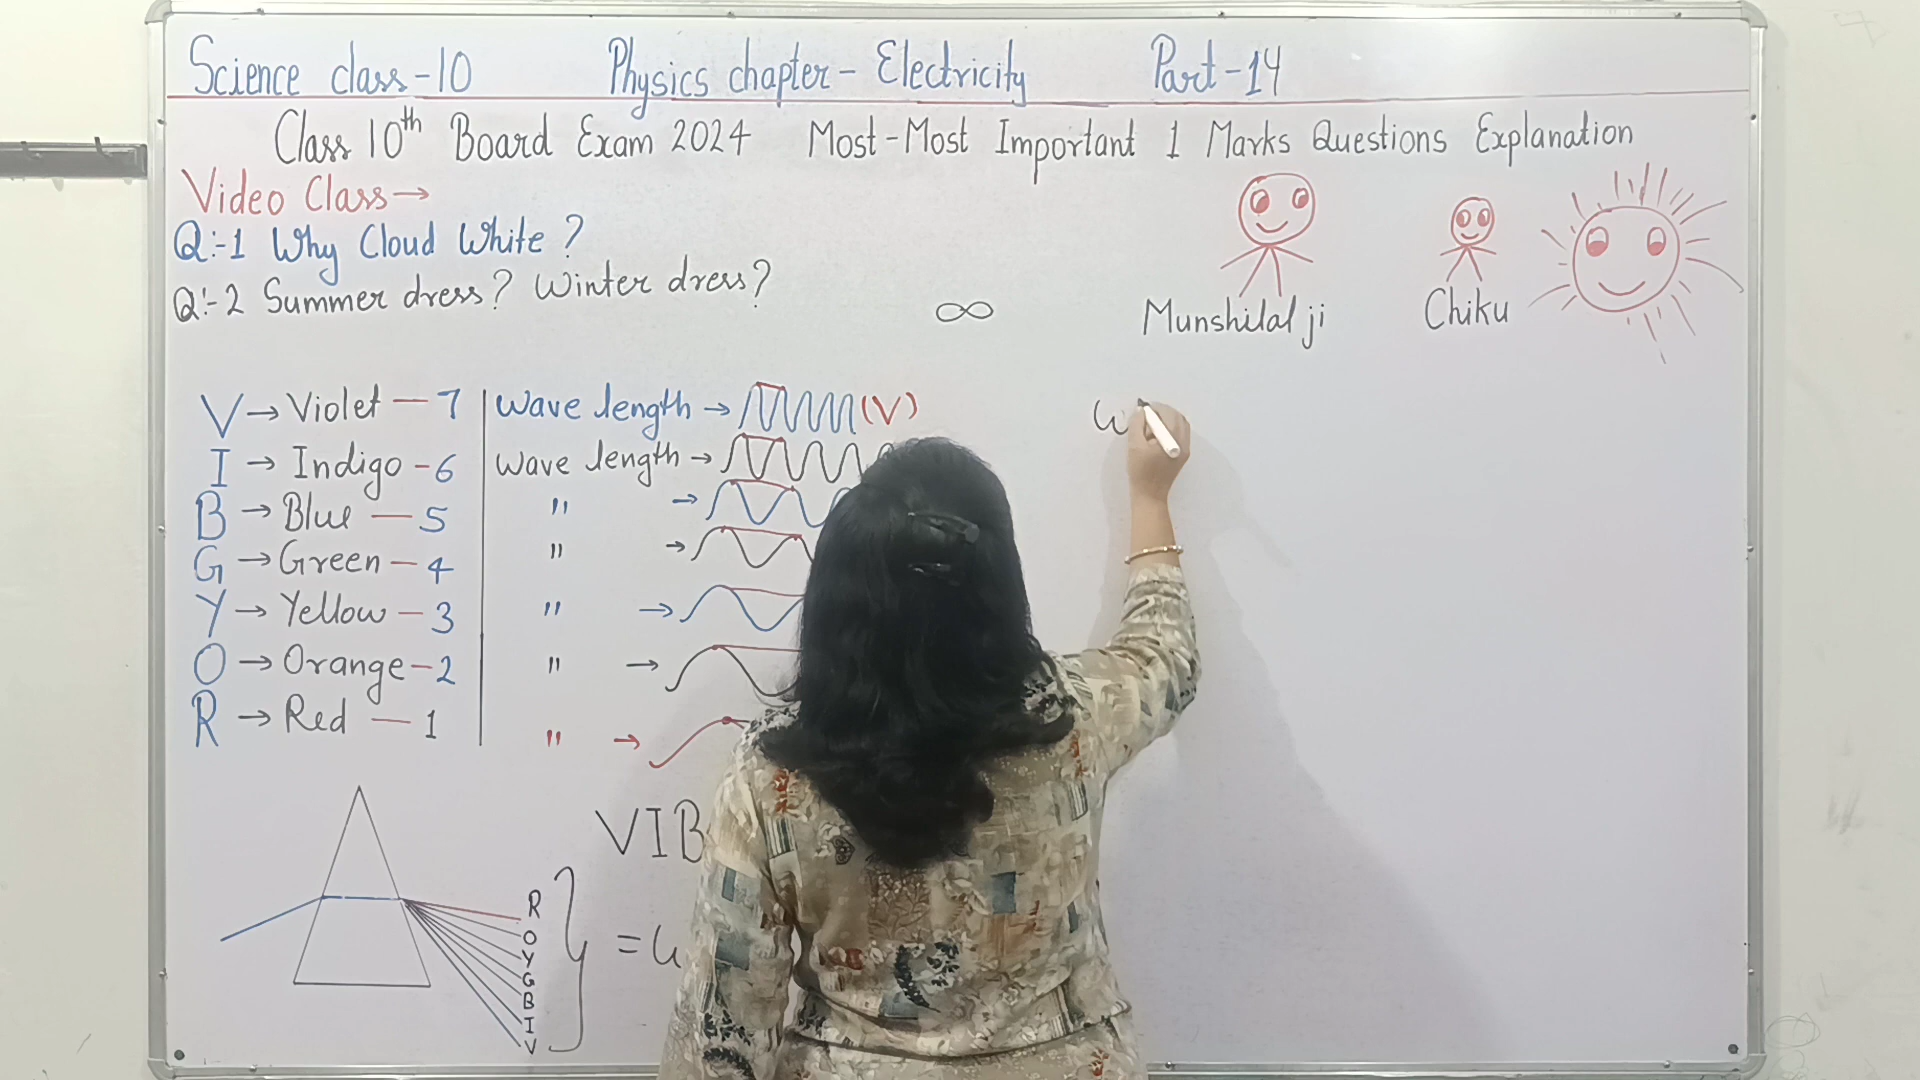 Science class-10 Physics chapter- Electricity Part-14
Class 10th Board Exam 2024 Most-Most Important 1 Marks Questions Explanation
Video Class→
Q:-1 Why Cloud White ?
Q:-2 Summer dress? Winter dress?
∞
Munshilal ji
Chiku
V → Violet — 7
I → Indigo - 6
B → Blue — 5
G → Green — 4
Y → Yellow — 3
O → Orange — 2
R → Red — 1
Wave length → (V)
Wave length →
" →
" →
" →
" →
" →
W
VIB
R
O
Y
G
B
I
V
=